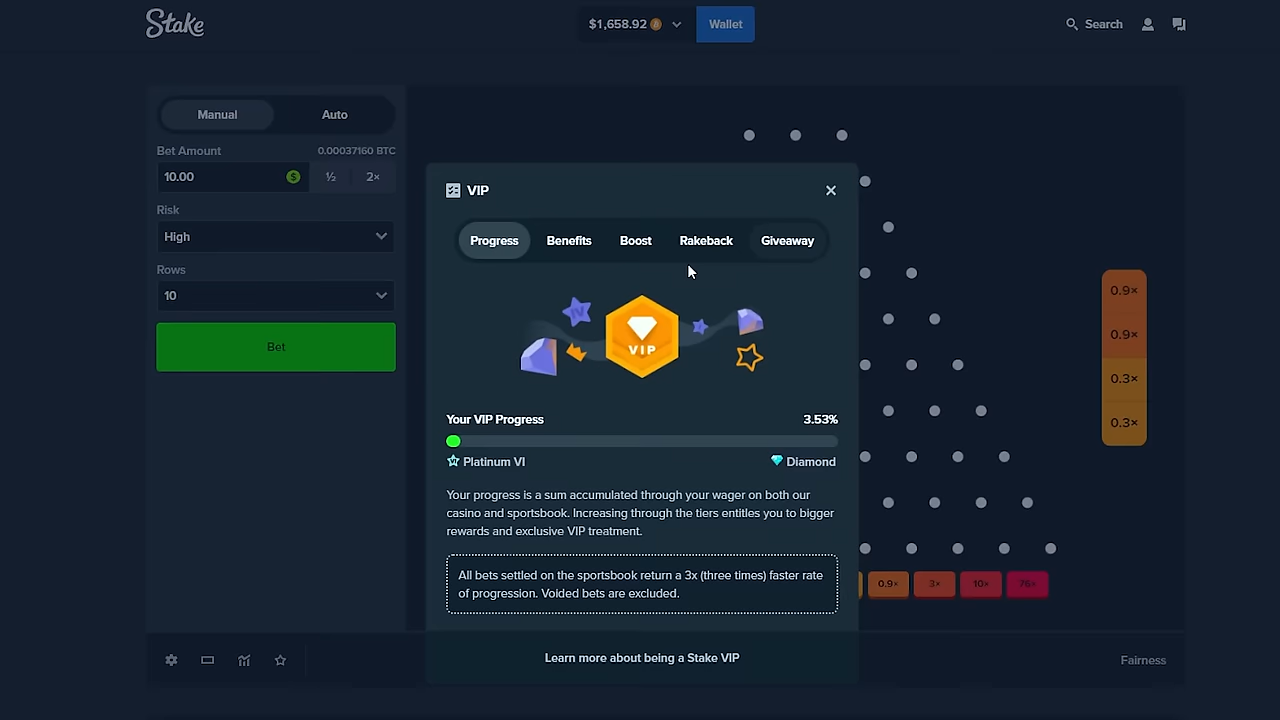 Stake
$1,658.92
Wallet
Search
Manual
Auto
Bet Amount
0.00037160 BTC
10.00
$
½
2×
Risk
High
Rows
10
Bet
VIP
Progress
Benefits
Boost
Rakeback
Giveaway
VIP
Your VIP Progress
3.53%
Platinum VI
Diamond
Your progress is a sum accumulated through your wager on both our
casino and sportsbook. Increasing through the tiers entitles you to bigger
rewards and exclusive VIP treatment.
All bets settled on the sportsbook return a 3x (three times) faster rate
of progression. Voided bets are excluded.
Learn more about being a Stake VIP
0.9×
0.9×
0.3×
0.3×
0.9×
3×
10×
76×
Fairness